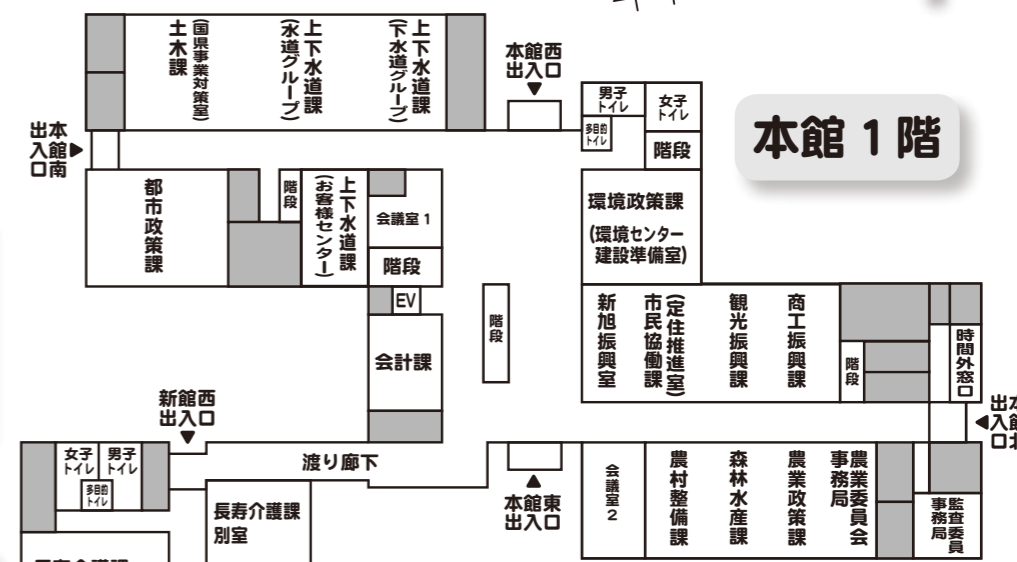 本館1階
土木課
(国県事業対策室)
上下水道課
(水道グループ)
上下水道課
(下水道グループ)
本館西
出入口
男子
トイレ
女子
トイレ
多目的
トイレ
階段
本館南
出入口
都市政策課
階段
上下水道課
(お客様センター)
会議室1
階段
環境政策課
(環境センター
建設準備室)
EV
会計課
階段
新旭振興室
市民協働課
(定住推進室)
観光振興課
商工振興課
階段
時間外窓口
新館西
出入口
女子
トイレ
男子
トイレ
多目的
トイレ
渡り廊下
長寿介護課
別室
本館東
出入口
会議室2
農村整備課
森林水産課
農業政策課
農業委員会
事務局
監査委員
事務局